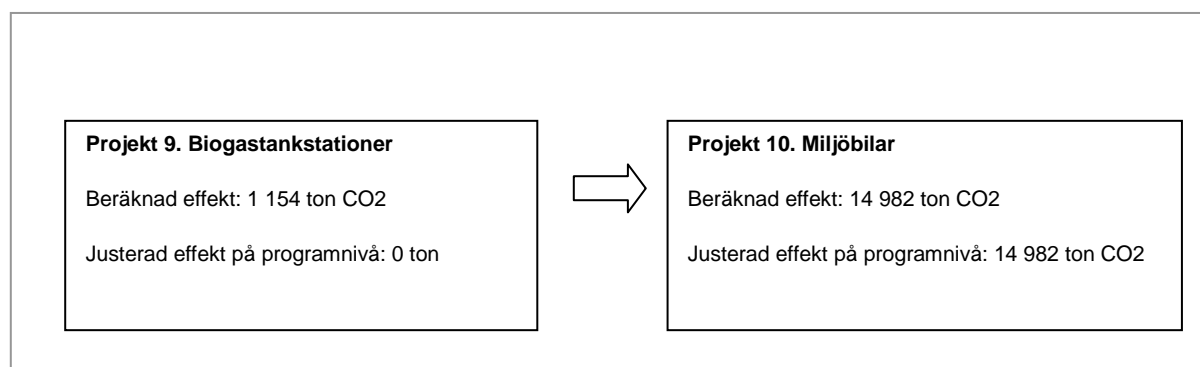 Projekt 9. Biogastankstationer
Beräknad effekt: 1 154 ton CO2
Justerad effekt på programnivå: 0 ton
Projekt 10. Miljöbilar
Beräknad effekt: 14 982 ton CO2
Justerad effekt på programnivå: 14 982 ton CO2